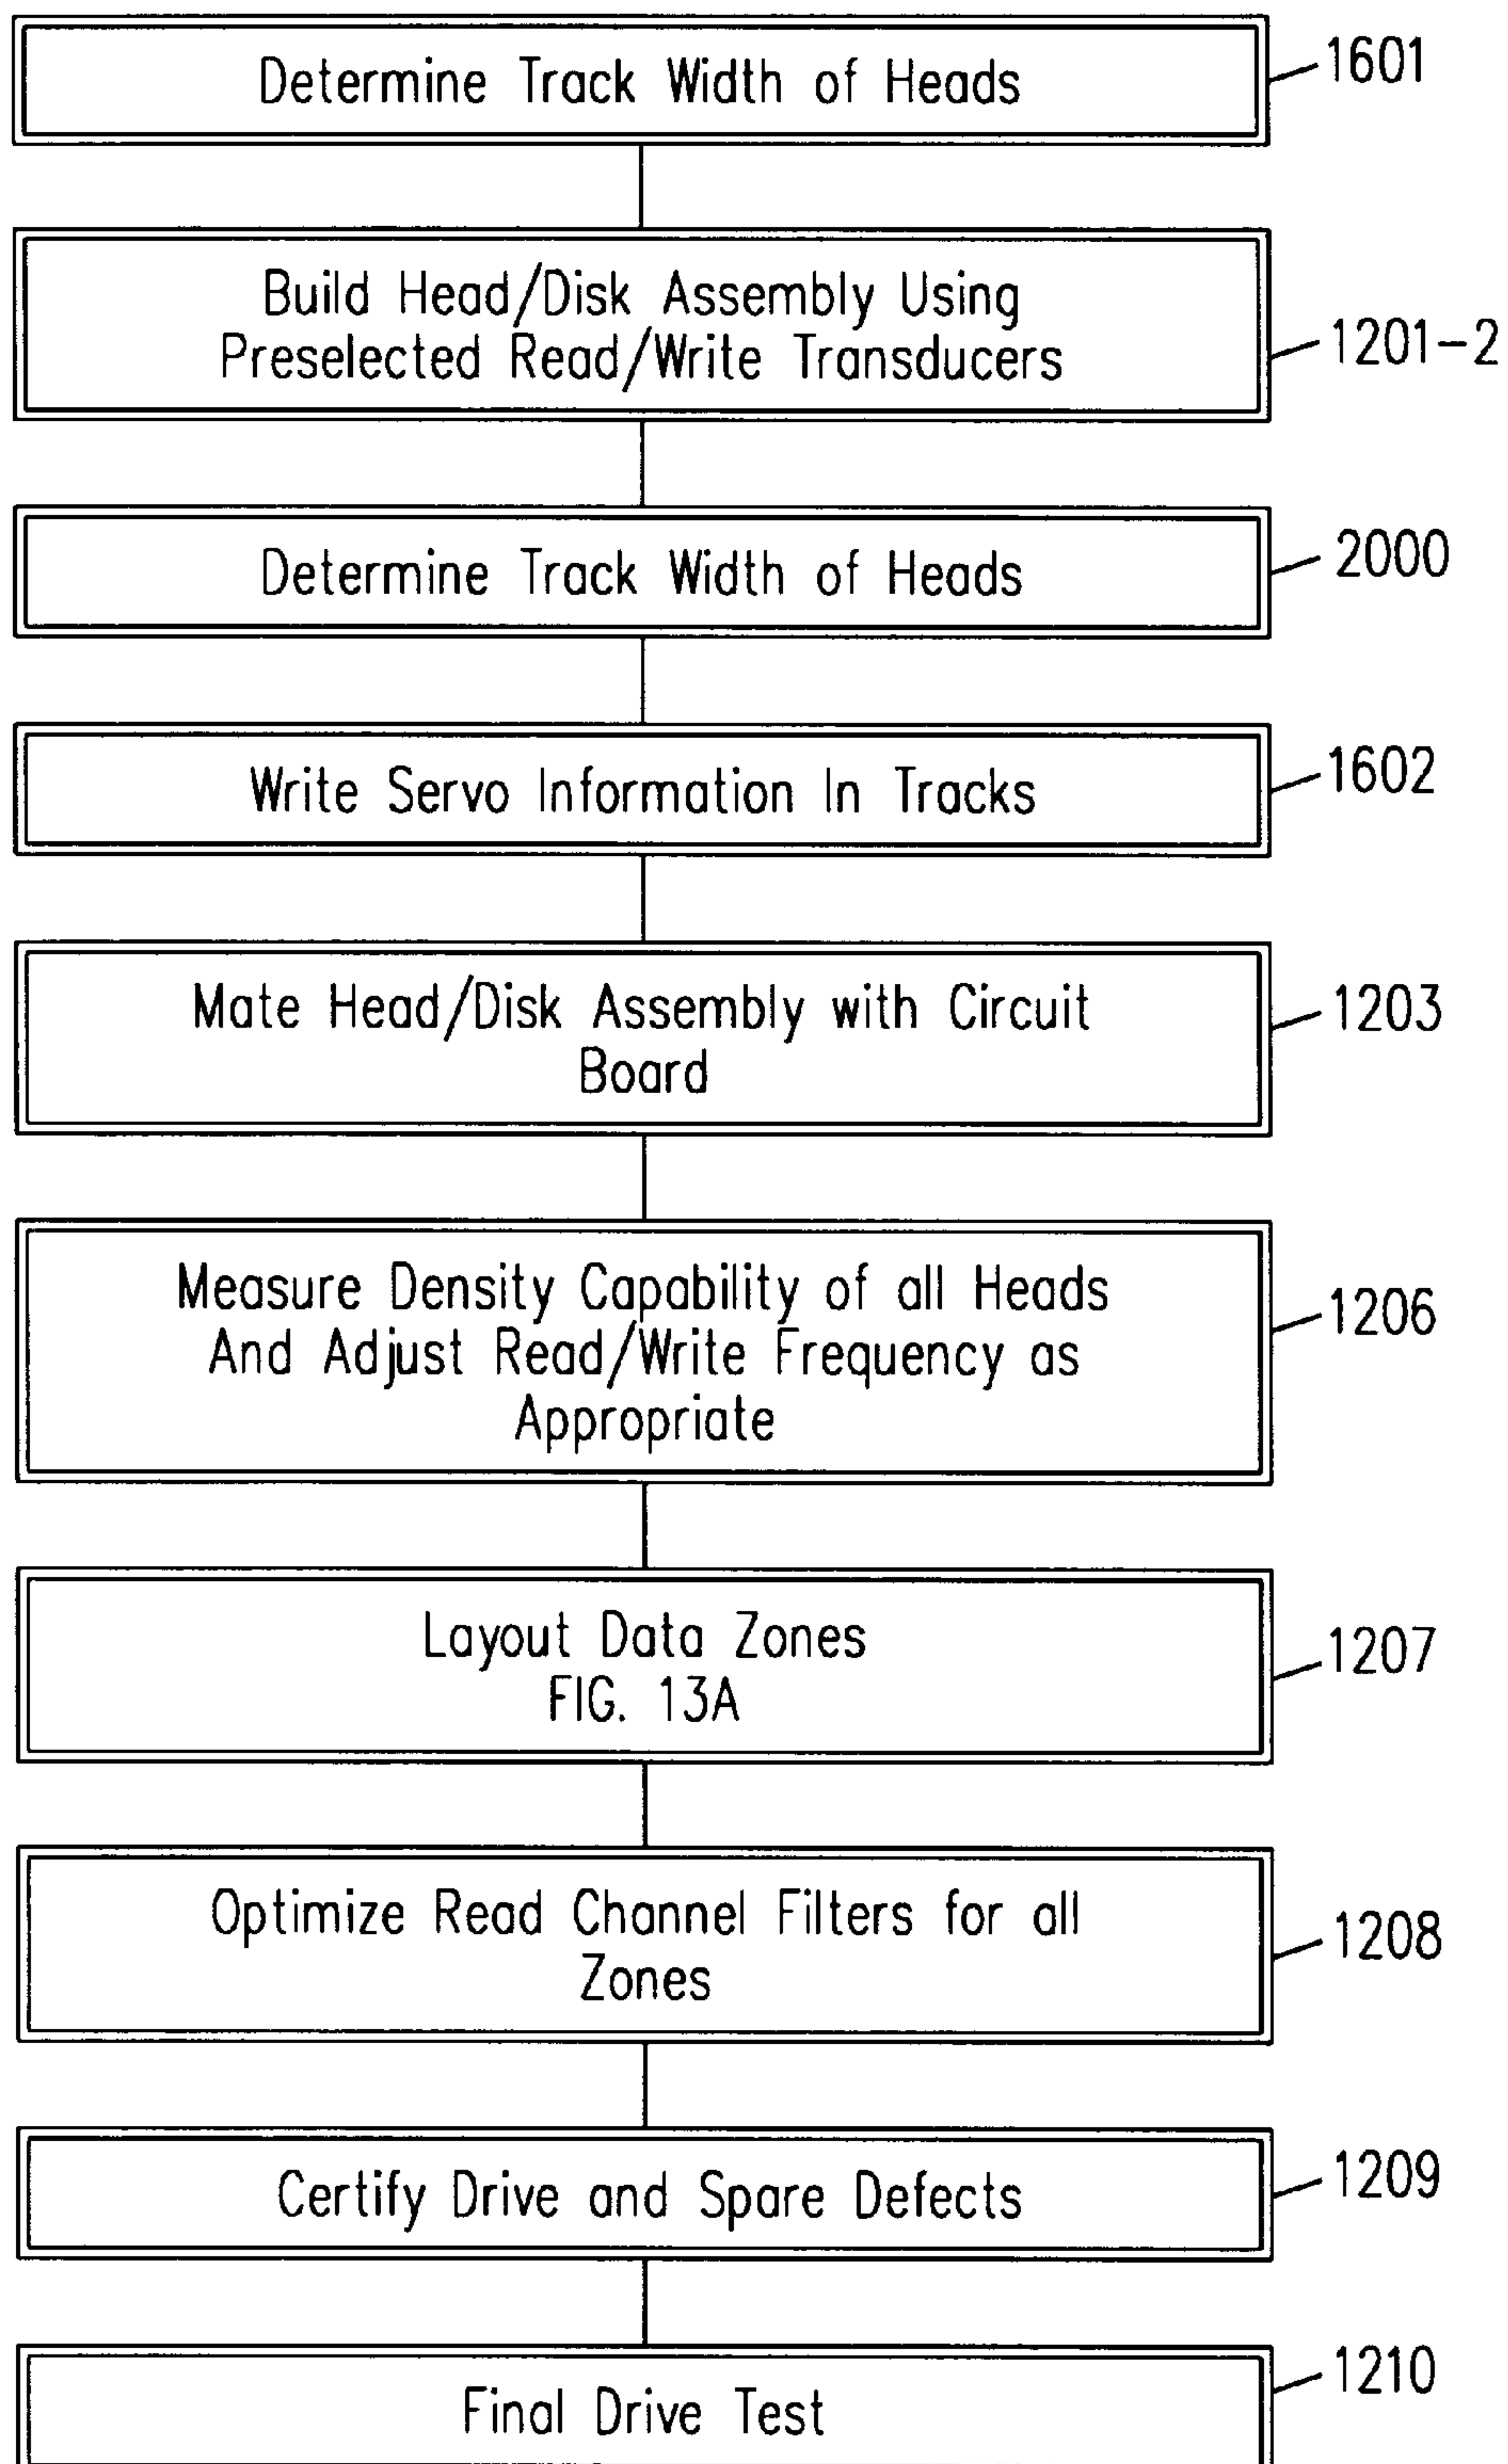 Determine Track Width of Heads
1601
Build Head/Disk Assembly Using
Preselected Read/Write Transducers
1201-2
Determine Track Width of Heads
2000
Write Servo Information In Tracks
1602
Mate Head/Disk Assembly with Circuit
Board
1203
Measure Density Capability of all Heads
And Adjust Read/Write Frequency as
Appropriate
1206
Layout Data Zones
FIG. 13A
1207
Optimize Read Channel Filters for all
Zones
1208
Certify Drive and Spare Defects
1209
Final Drive Test
1210